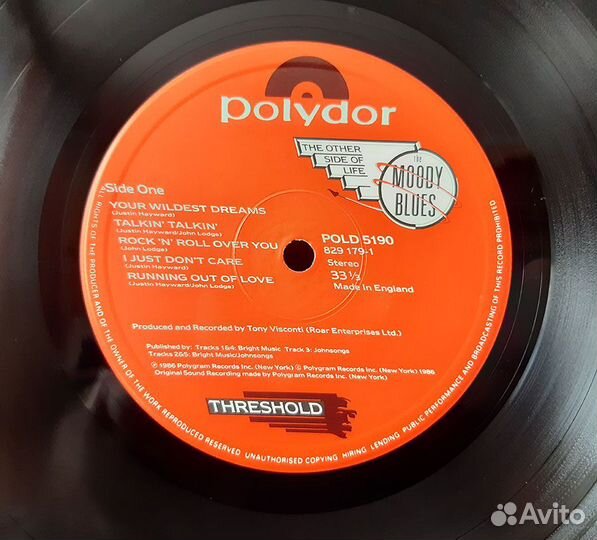 polydor
THE OTHER
SIDE OF
LIFE
THE
MOODY
BLUES
Side One
YOUR WILDEST DREAMS
(Justin Hayward)
TALKIN' TALKIN'
(Justin Hayward/John Lodge)
ROCK 'N' ROLL OVER YOU
(John Lodge)
I JUST DON'T CARE
(Justin Hayward)
RUNNING OUT OF LOVE
(Justin Hayward/John Lodge)
POLD 5190
829 179-1
Stereo
33⅓
Made in England
Produced and Recorded by Tony Visconti (Roar Enterprises Ltd.)
Published by: Tracks 1&4: Bright Music Track 3: Johnsongs
Tracks 2&5: Bright Music/Johnsongs
℗ 1986 Polygram Records Inc. (New York) © Polygram Records Inc. (New York) 1986
Original Sound Recording made by Polygram Records Inc. (New York)
THRESHOLD
ALL RIGHTS OF THE PRODUCER AND OF THE OWNER OF THE WORK REPRODUCED RESERVED UNAUTHORISED COPYING HIRING LENDING PUBLIC PERFORMANCE AND BROADCASTING OF THIS RECORD PROHIBITED
Avito